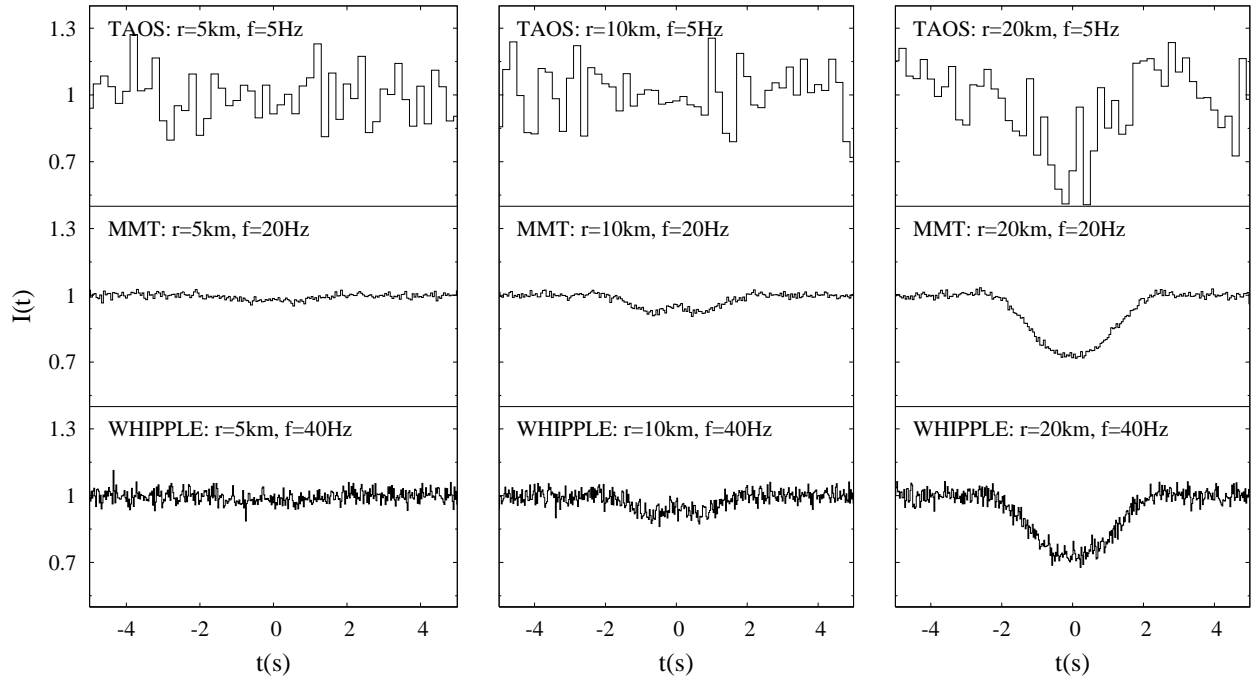 TAOS: r=5km, f=5Hz
TAOS: r=10km, f=5Hz
TAOS: r=20km, f=5Hz
1.3
1
0.7
MMT: r=5km, f=20Hz
MMT: r=10km, f=20Hz
MMT: r=20km, f=20Hz
1.3
1
0.7
I(t)
WHIPPLE: r=5km, f=40Hz
WHIPPLE: r=10km, f=40Hz
WHIPPLE: r=20km, f=40Hz
1.3
1
0.7
-4 -2 0 2 4
-4 -2 0 2 4
-4 -2 0 2 4
t(s)
t(s)
t(s)